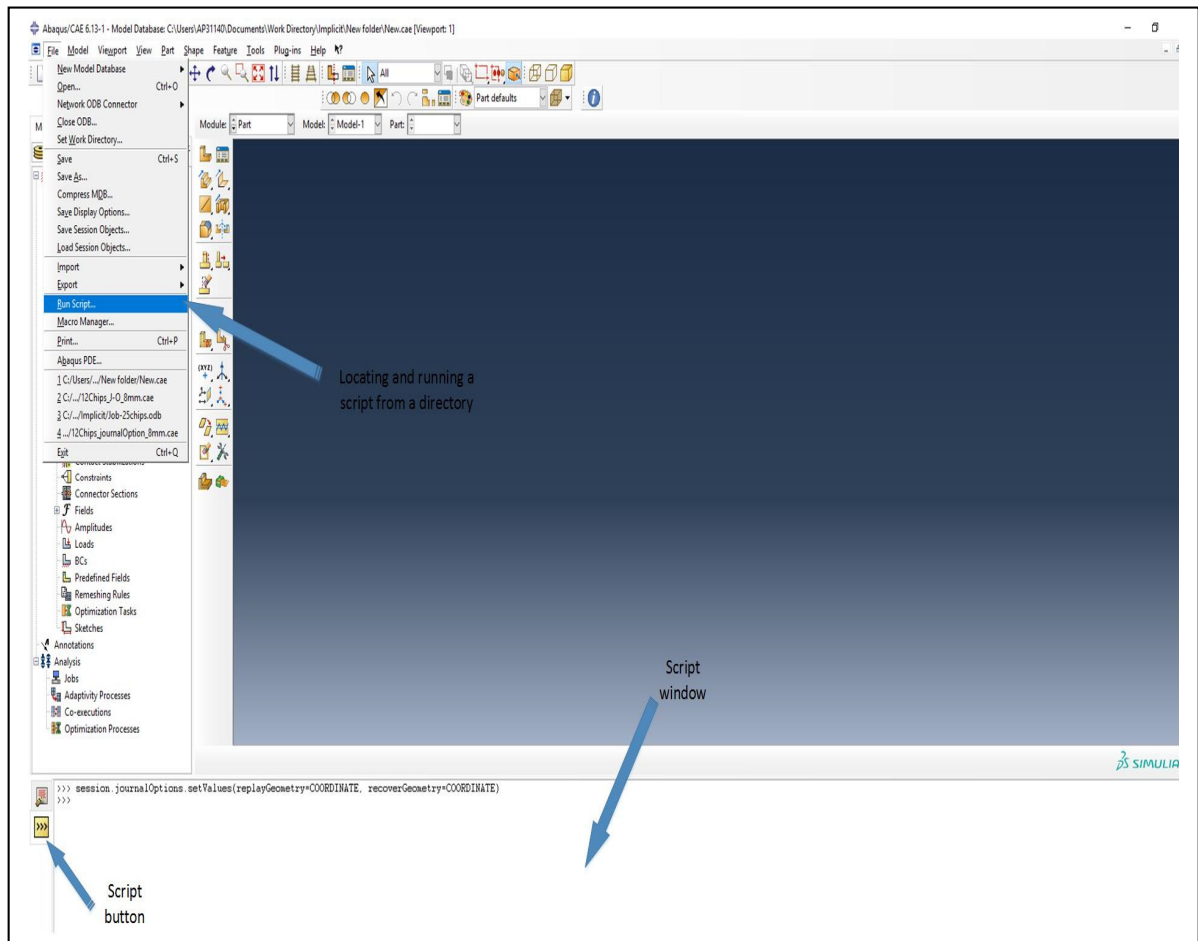 Abaqus/CAE 6.13-1 - Model Database: C:\Users\AP31140\Documents\Work Directory\Implicit\New folder\New.cae [Viewport: 1]
File Model Viewport View Part Shape Feature Tools Plug-ins Help
New Model Database
Open... Ctrl+O
Network ODB Connector
Close ODB...
Set Work Directory...
Save Ctrl+S
Save As...
Compress MDB...
Save Display Options...
Save Session Objects...
Load Session Objects...
Import
Export
Run Script...
Macro Manager...
Print... Ctrl+P
Abaqus PDE...
1 C:/Users/.../New folder/New.cae
2 C:/.../12Chips_J-O_8mm.cae
3 C:/.../Implicit/Job-25chips.odb
4 .../12Chips_journalOption_8mm.cae
Exit Ctrl+Q
All
Part defaults
Module: Part Model: Model-1 Part:
(XYZ)
Constraints
Connector Sections
Fields
Amplitudes
Loads
BCs
Predefined Fields
Remeshing Rules
Optimization Tasks
Sketches
Annotations
Analysis
Jobs
Adaptivity Processes
Co-executions
Optimization Processes
Locating and running a
script from a directory
Script
window
SIMULIA
>>> session.journalOptions.setValues(replayGeometry=COORDINATE, recoverGeometry=COORDINATE)
>>>
>>>
Script
button